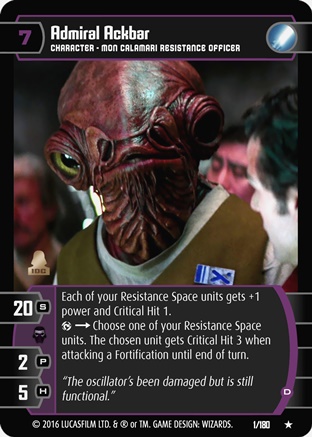 7
Admiral Ackbar
CHARACTER - MON CALAMARI RESISTANCE OFFICER
IDC
20 S
2 P
5 H
Each of your Resistance Space units gets +1
power and Critical Hit 1.
Choose one of your Resistance Space
units. The chosen unit gets Critical Hit 3 when
attacking a Fortification until end of turn.
"The oscillator's been damaged but is still
functional."
D
© 2016 LUCASFILM LTD. & ® or TM. GAME DESIGN: WIZARDS.
1/180